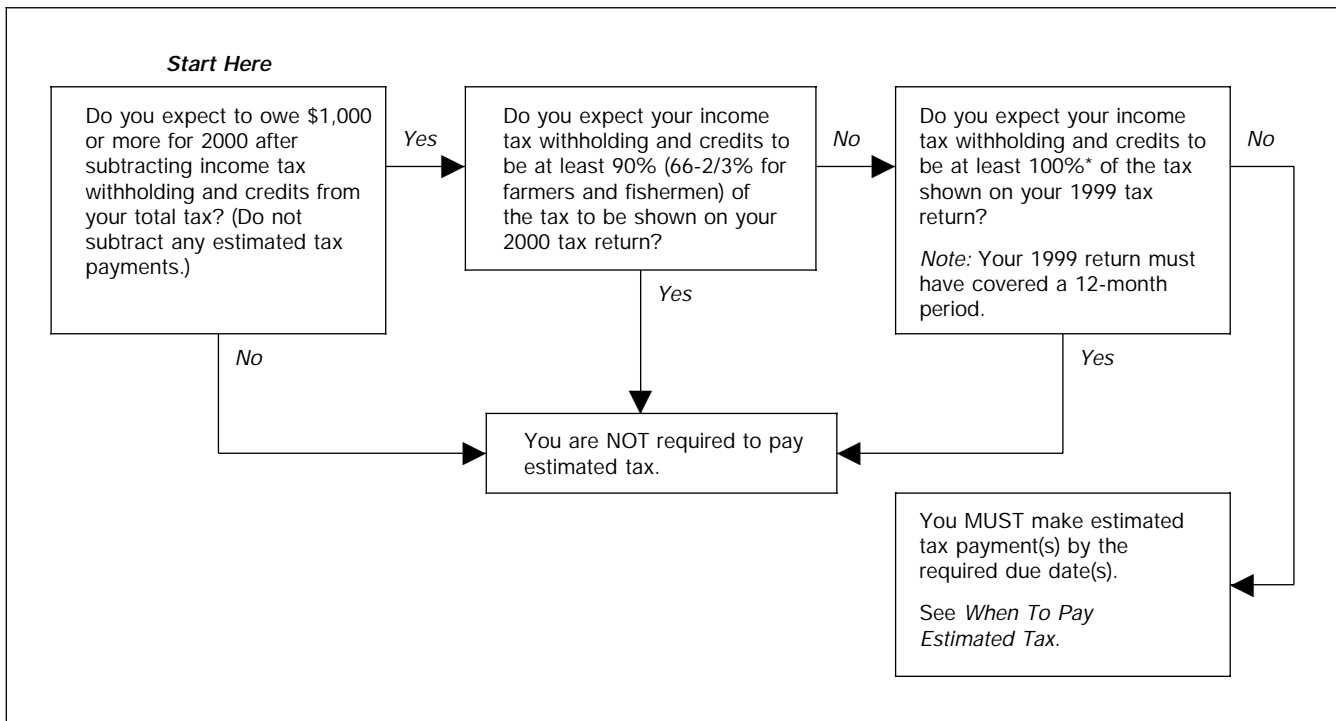 Start Here
Do you expect to owe $1,000
or more for 2000 after
subtracting income tax
withholding and credits from
your total tax? (Do not
subtract any estimated tax
payments.)
Yes
No
Do you expect your income
tax withholding and credits to
be at least 90% (66-2/3% for
farmers and fishermen) of
the tax to be shown on your
2000 tax return?
No
Yes
Do you expect your income
tax withholding and credits to
be at least 100%* of the tax
shown on your 1999 tax
return?
Note: Your 1999 return must
have covered a 12-month
period.
No
Yes
You are NOT required to pay
estimated tax.
You MUST make estimated
tax payment(s) by the
required due date(s).
See When To Pay
Estimated Tax.